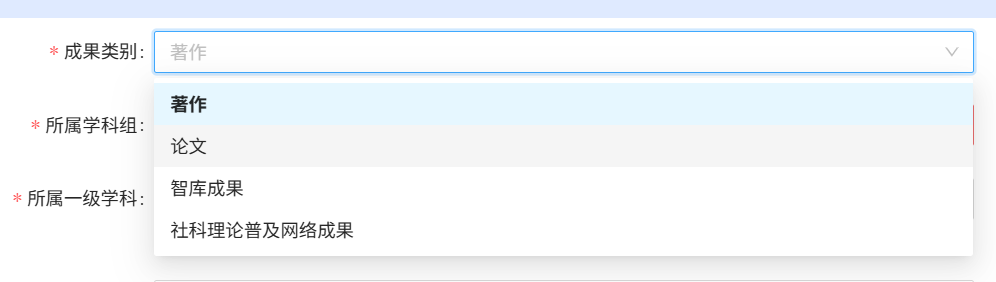 * 成果类别: 著作
著作
* 所属学科组:
论文
智库成果
* 所属一级学科:
社科理论普及网络成果